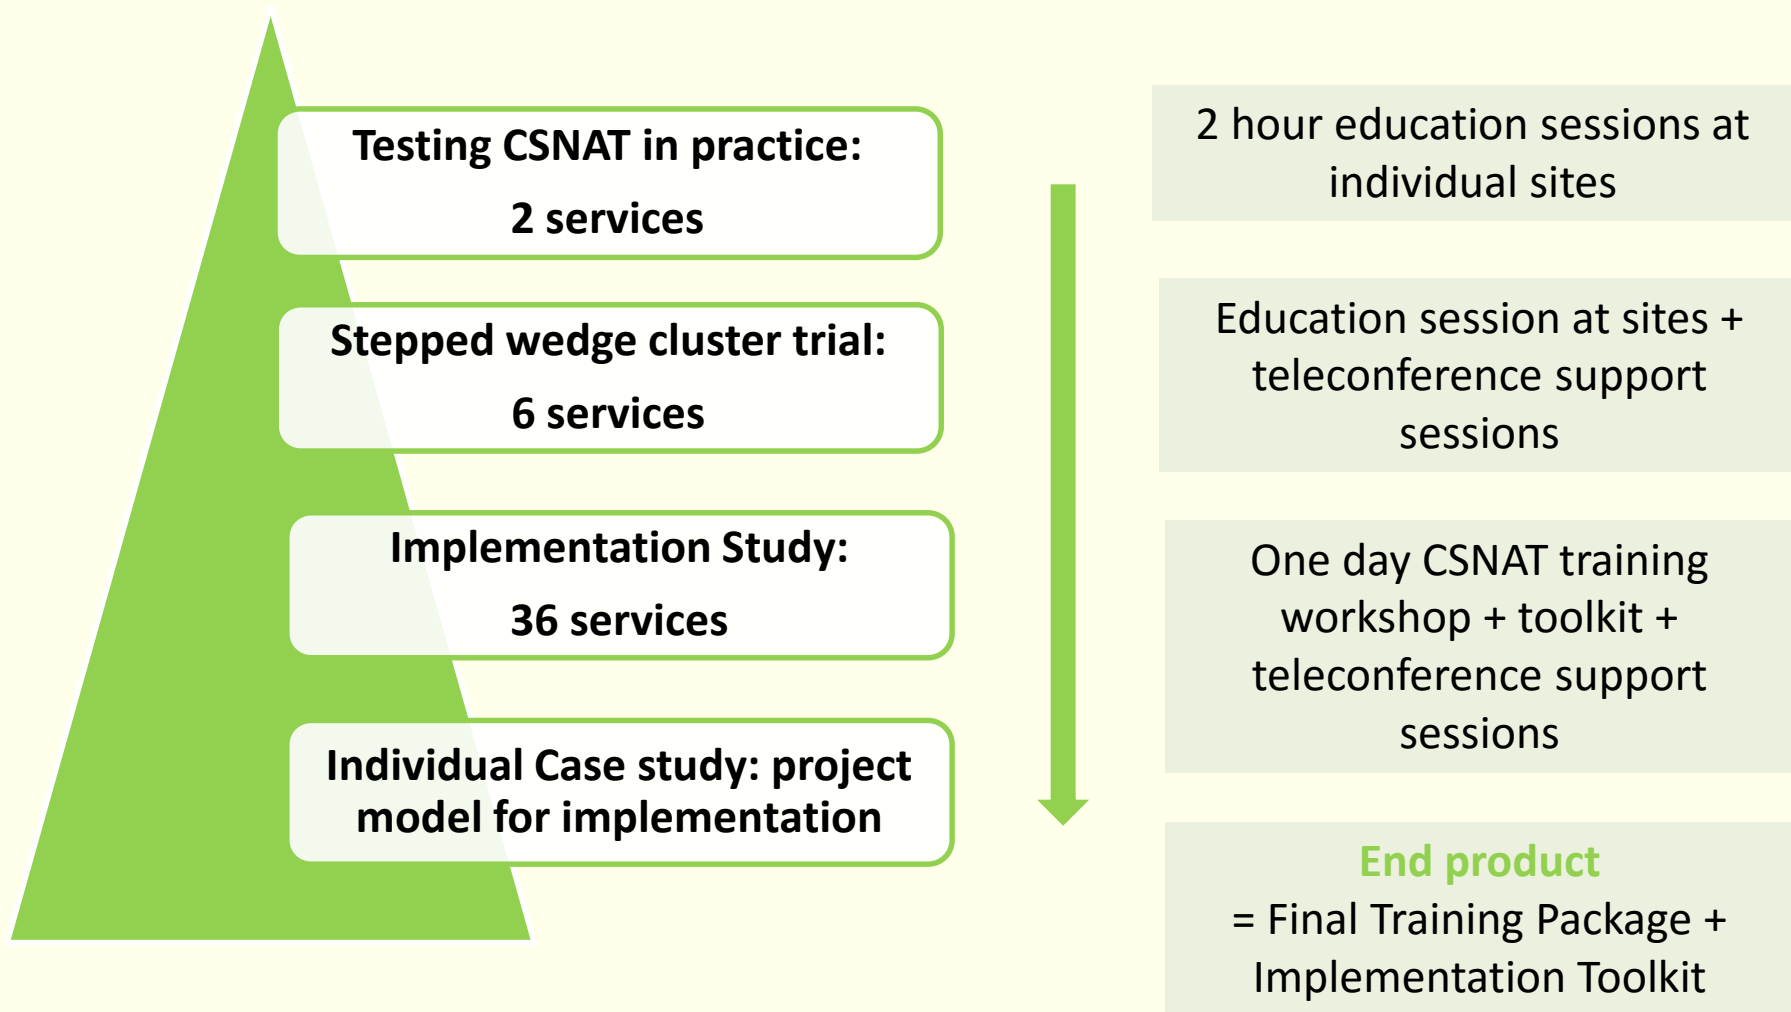 Testing CSNAT in practice:
2 services
Stepped wedge cluster trial:
6 services
Implementation Study:
36 services
Individual Case study: project
model for implementation
2 hour education sessions at
individual sites
Education session at sites +
teleconference support
sessions
One day CSNAT training
workshop + toolkit +
teleconference support
sessions
End product
= Final Training Package +
Implementation Toolkit